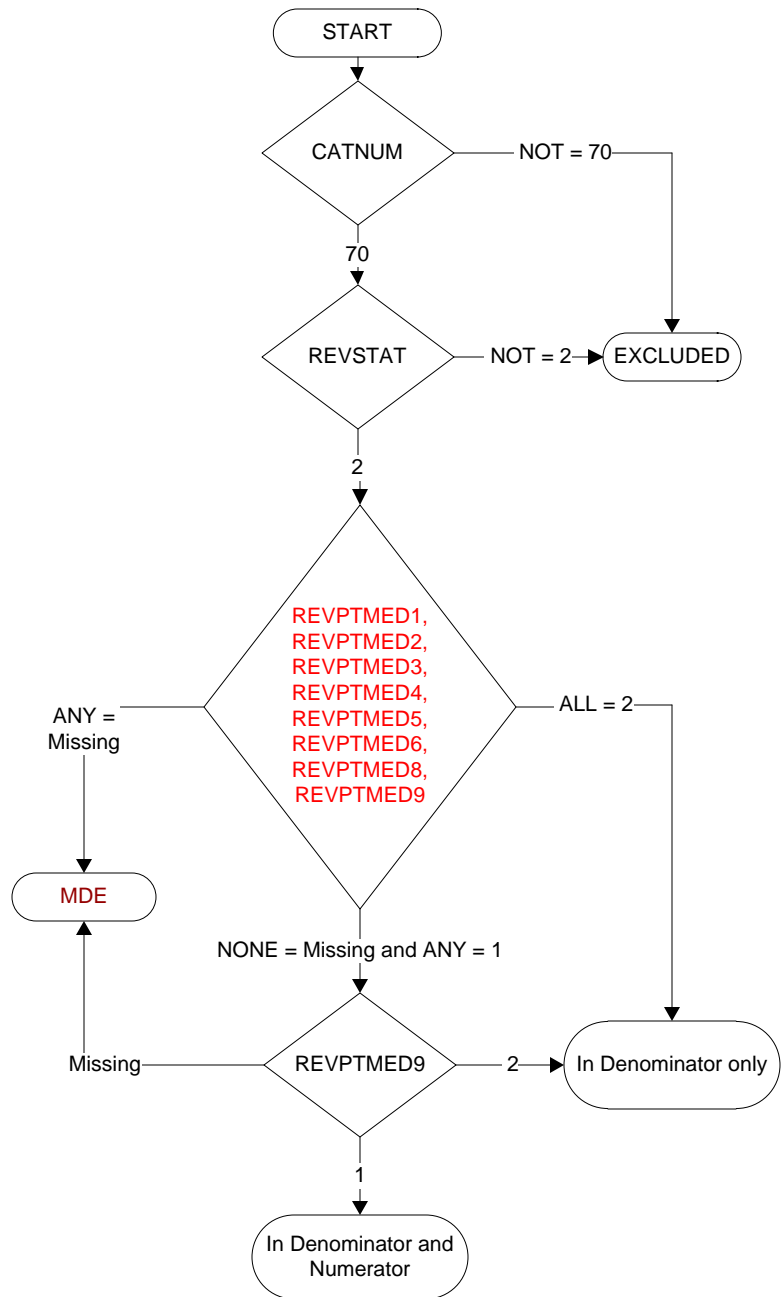 START
CATNUM
NOT = 70
70
REVSTAT
NOT = 2
EXCLUDED
2
REVPTMED1,
REVPTMED2,
REVPTMED3,
REVPTMED4,
REVPTMED5,
REVPTMED6,
REVPTMED8,
REVPTMED9
ANY =
Missing
ALL = 2
MDE
NONE = Missing and ANY = 1
Missing
REVPTMED9
2
In Denominator only
1
In Denominator and
Numerator